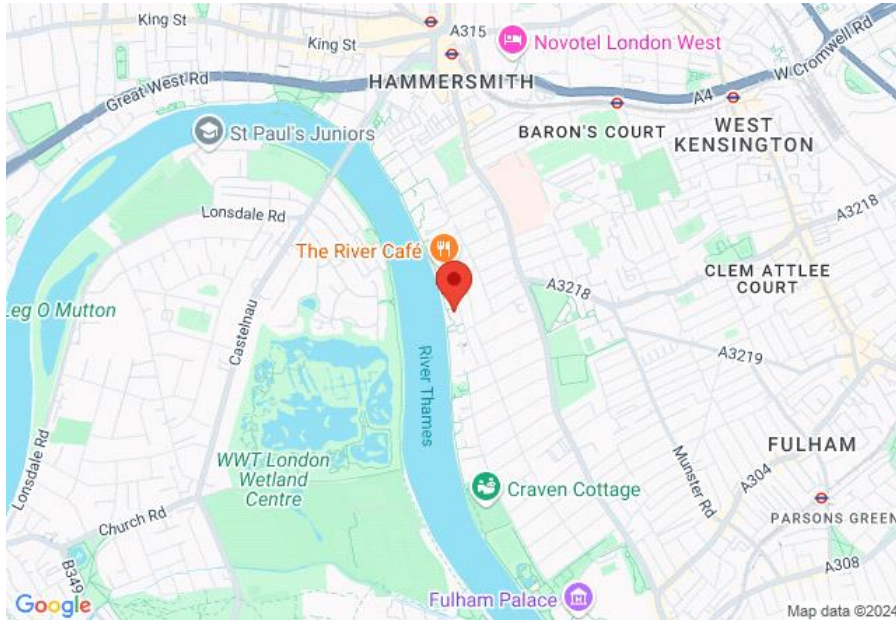 King St
A315
King St
Novotel London West
HAMMERSMITH
W Cromwell Rd
Great West Rd
A4
St Paul's Juniors
BARON'S COURT
WEST
KENSINGTON
Lonsdale Rd
A3218
The River Café
A3218
CLEM ATTLEE
COURT
Leg O Mutton
Castelnau
River Thames
A3219
FULHAM
Munster Rd
A304
WWT London
Wetland
Centre
Lonsdale Rd
Craven Cottage
Church Rd
PARSONS GREEN
B349
A308
Fulham Palace
Google
Map data ©2024